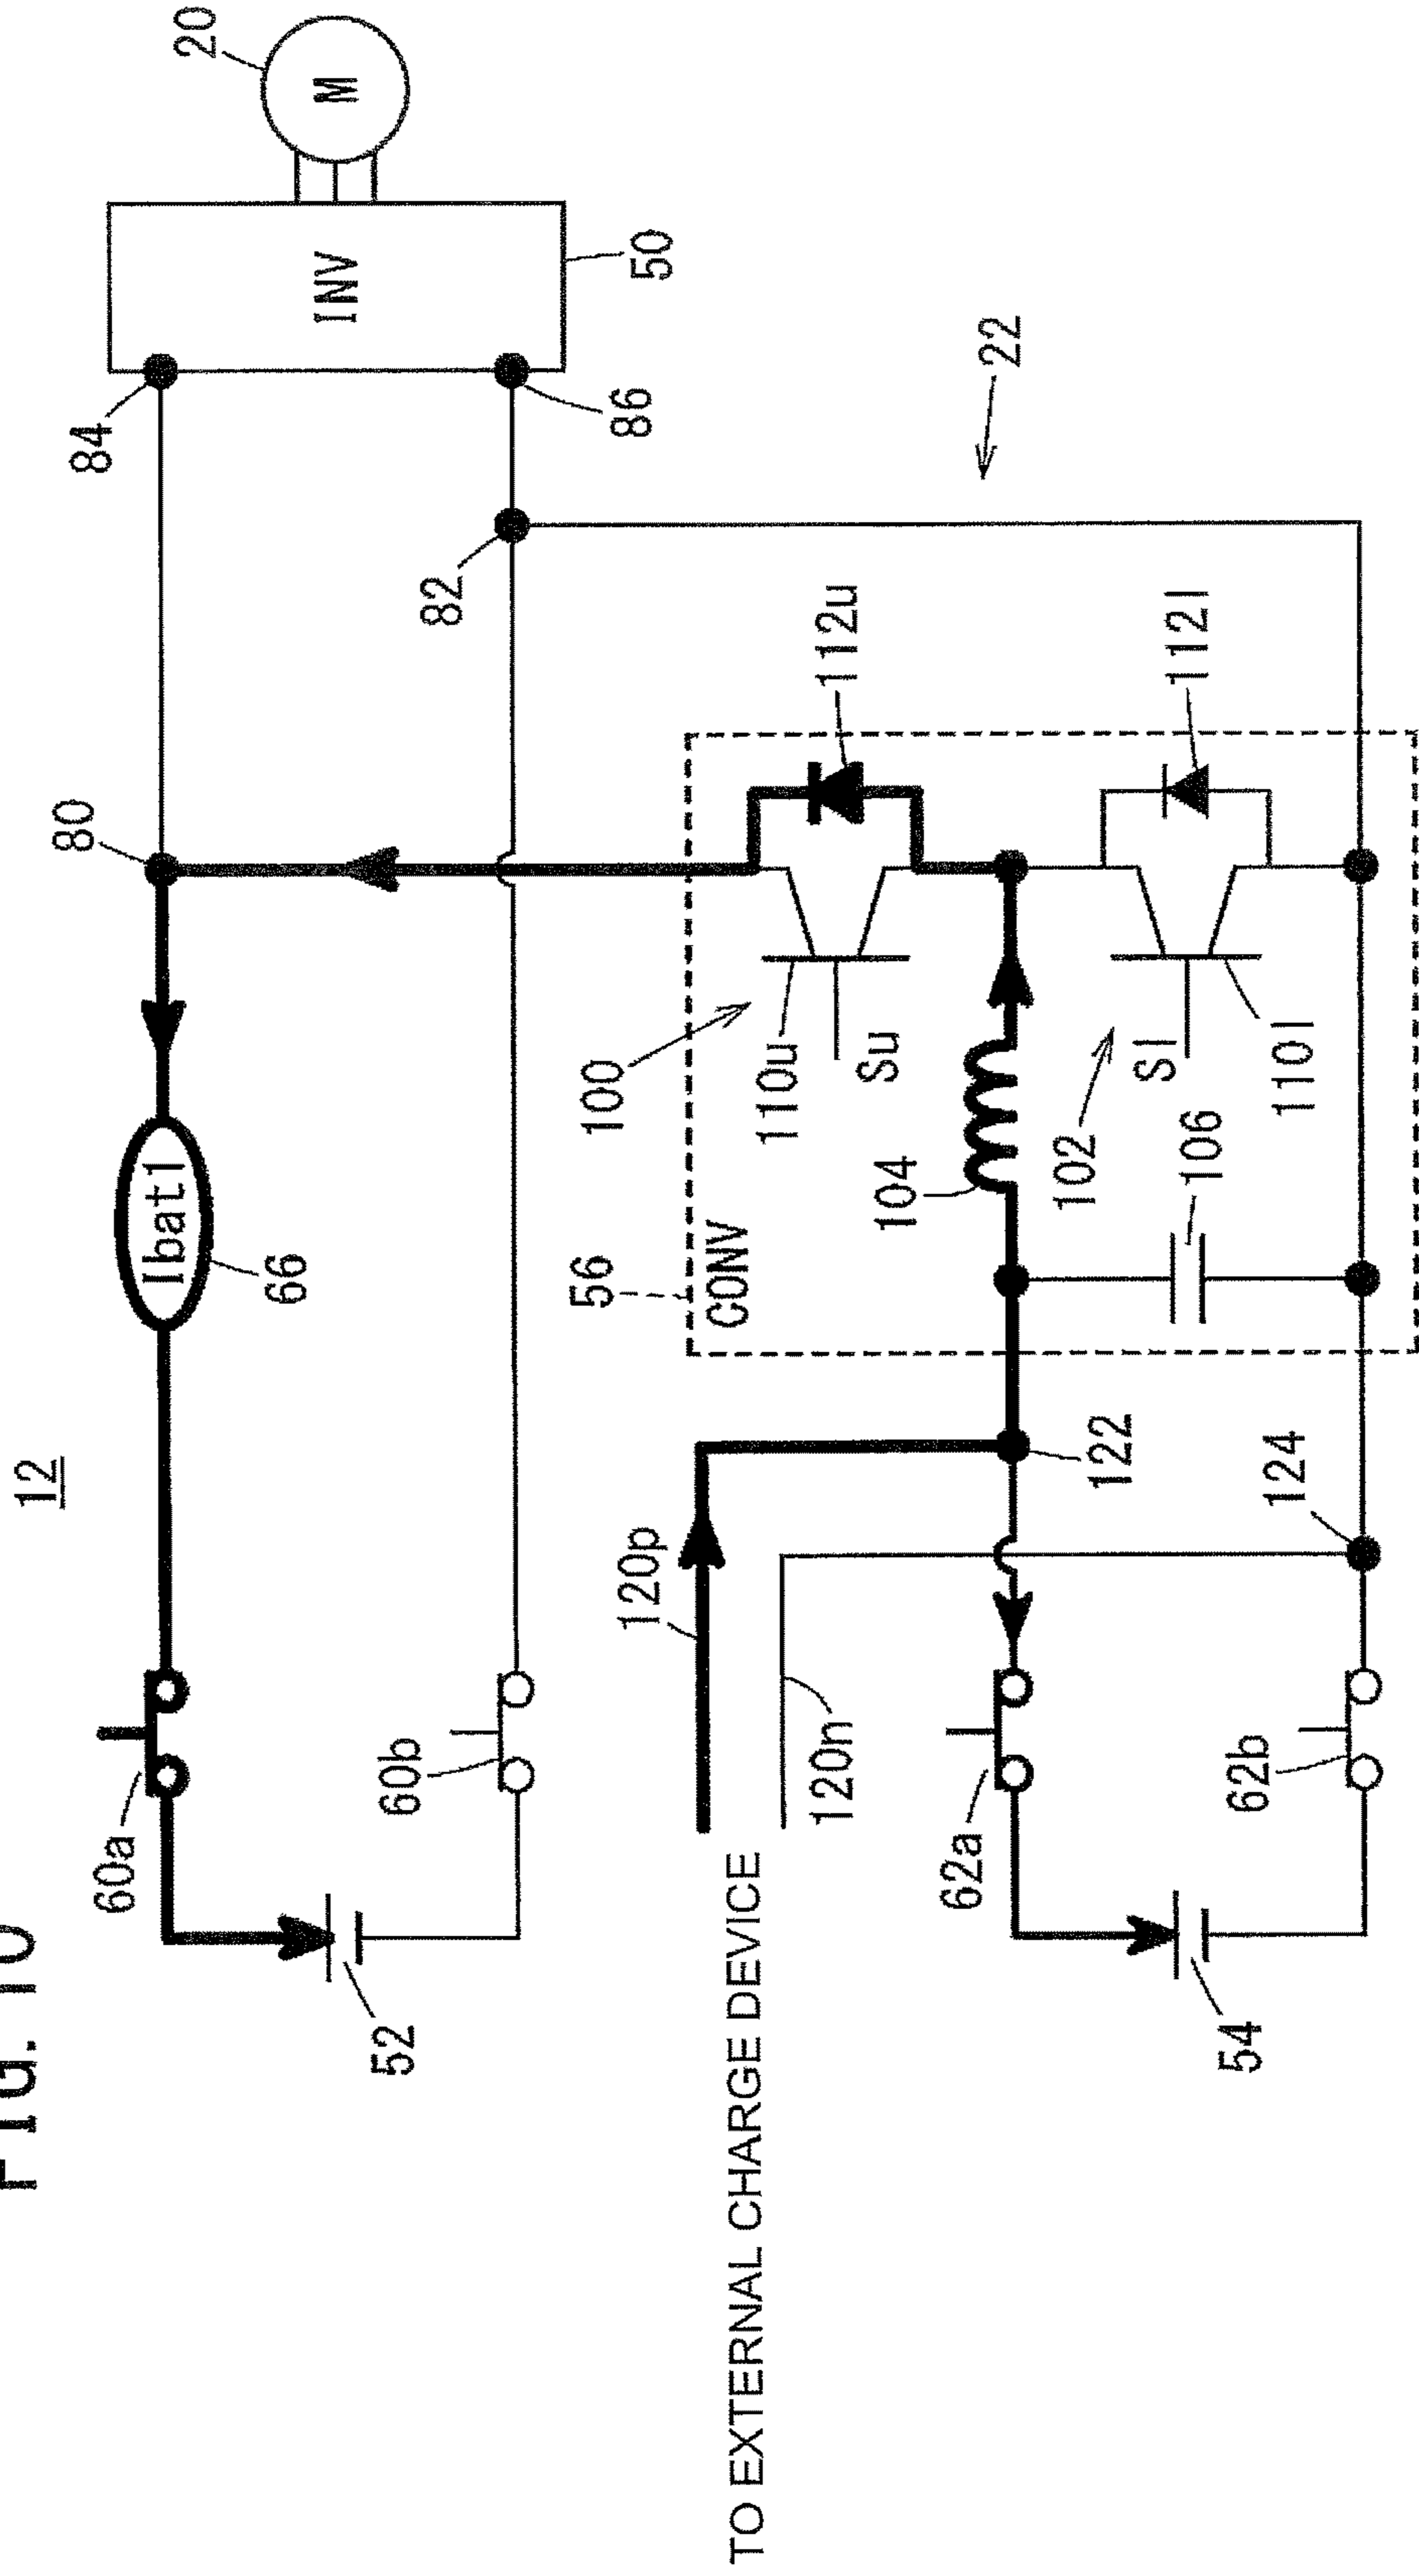 FIG. 10
12
60a
52
60b
66
Ibat1
80
84
82
86
INV
50
M
20
TO EXTERNAL CHARGE DEVICE
120p
120n
56
CONV
100
110u
Su
112u
22
104
122
62a
54
62b
124
102
106
Sl
110l
112l